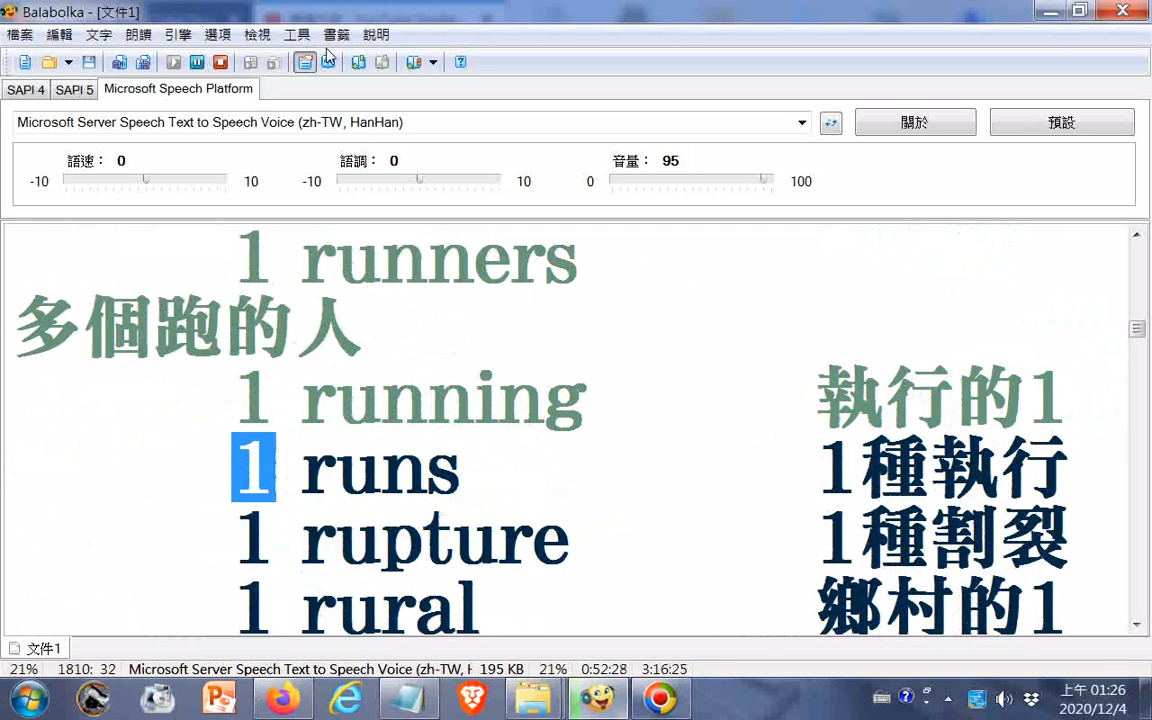 Balabolka - [文件1]
檔案 編輯 文字 朗讀 引擎 選項 檢視 工具 書籤 說明
SAPI 4 SAPI 5 Microsoft Speech Platform
Microsoft Server Speech Text to Speech Voice (zh-TW, HanHan) 關於 預設
語速： 0 語調： 0 音量： 95
-10 10 -10 10 0 100
1 runners
多個跑的人
1 running 執行的1
1 runs 1種執行
1 rupture 1種割裂
1 rural 鄉村的1
文件1
21% 1810: 32 Microsoft Server Speech Text to Speech Voice (zh-TW, 195 KB 21% 0:52:28 3:16:25
上午 01:26
2020/12/4